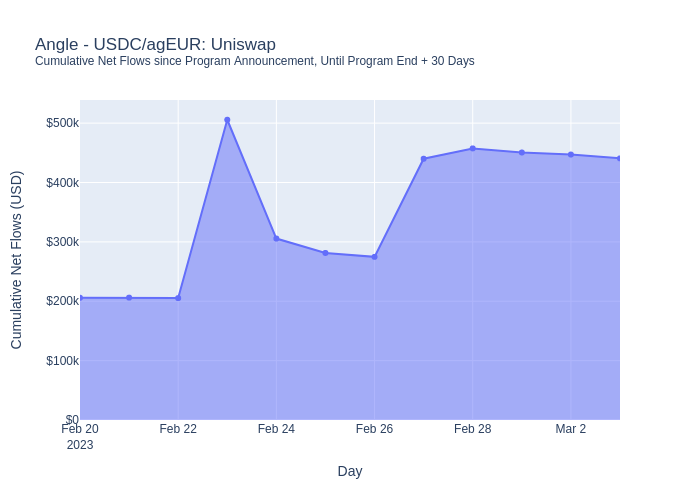 Angle - USDC/agEUR: Uniswap
Cumulative Net Flows since Program Announcement, Until Program End + 30 Days
Cumulative Net Flows (USD)
$500k
$400k
$300k
$200k
$100k
$0
Feb 20
2023
Feb 22
Feb 24
Feb 26
Feb 28
Mar 2
Day